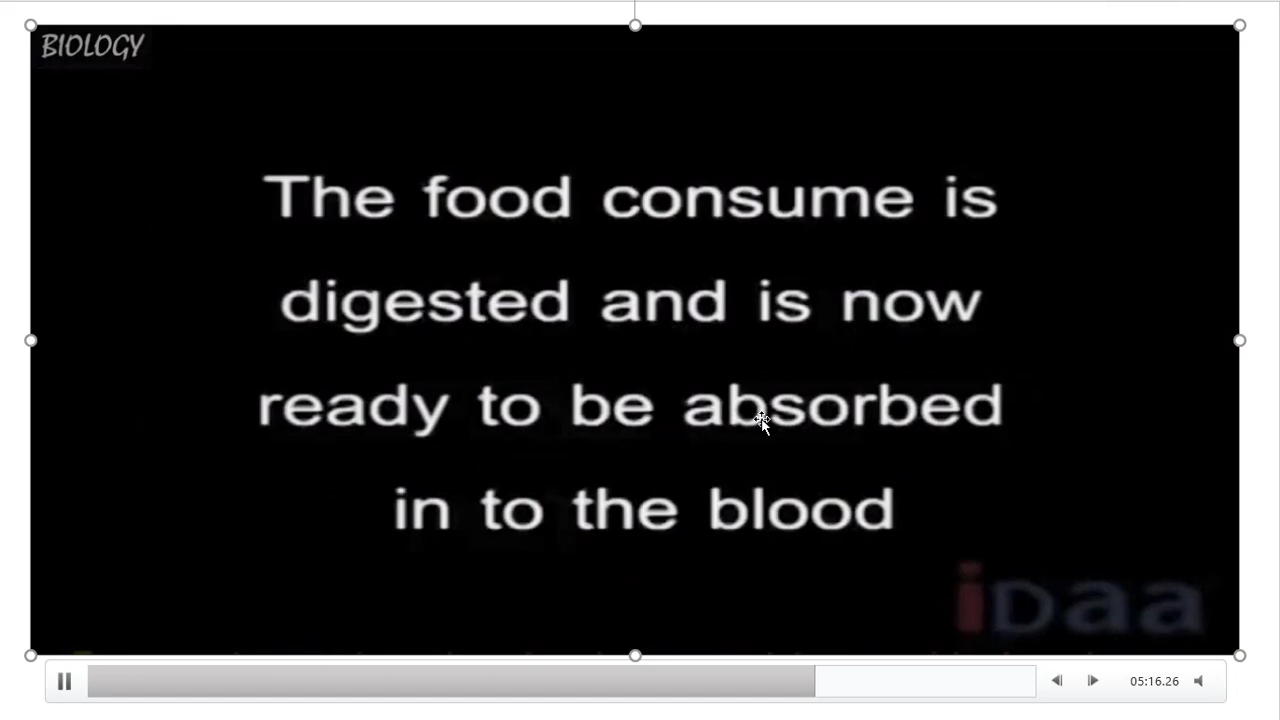 BIOLOGY
The food consume is
digested and is now
ready to be absorbed
in to the blood
iDaa
05:16.26